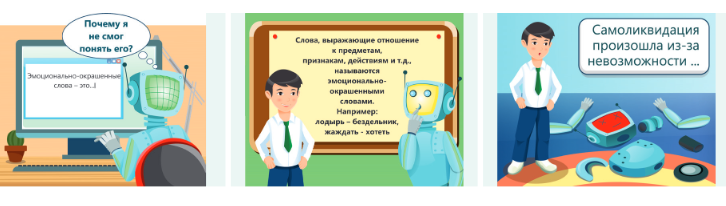 Почему я
не смог
понять его?
Эмоционально-окрашенные
слова – это...|
Слова, выражающие отношение
к предметам,
признакам, действиям и т.д.,
называются
эмоционально-
окрашенными
словами.
Например:
лодырь – бездельник,
жаждать - хотеть
Самоликвидация
произошла из-за
невозможности ...